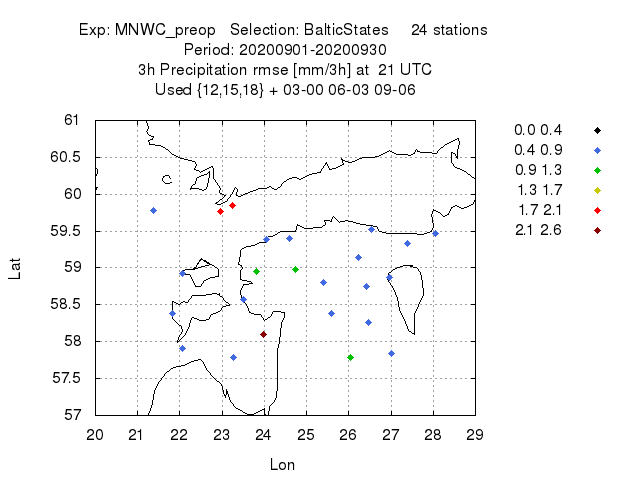 Exp: MNWC_preop Selection: BalticStates 24 stations
Period: 20200901-20200930
3h Precipitation rmse [mm/3h] at 21 UTC
Used {12,15,18} + 03-00 06-03 09-06
61
60.5
60
59.5
59
58.5
58
57.5
57
20 21 22 23 24 25 26 27 28 29
Lat
Lon
0.0 0.4
0.4 0.9
0.9 1.3
1.3 1.7
1.7 2.1
2.1 2.6